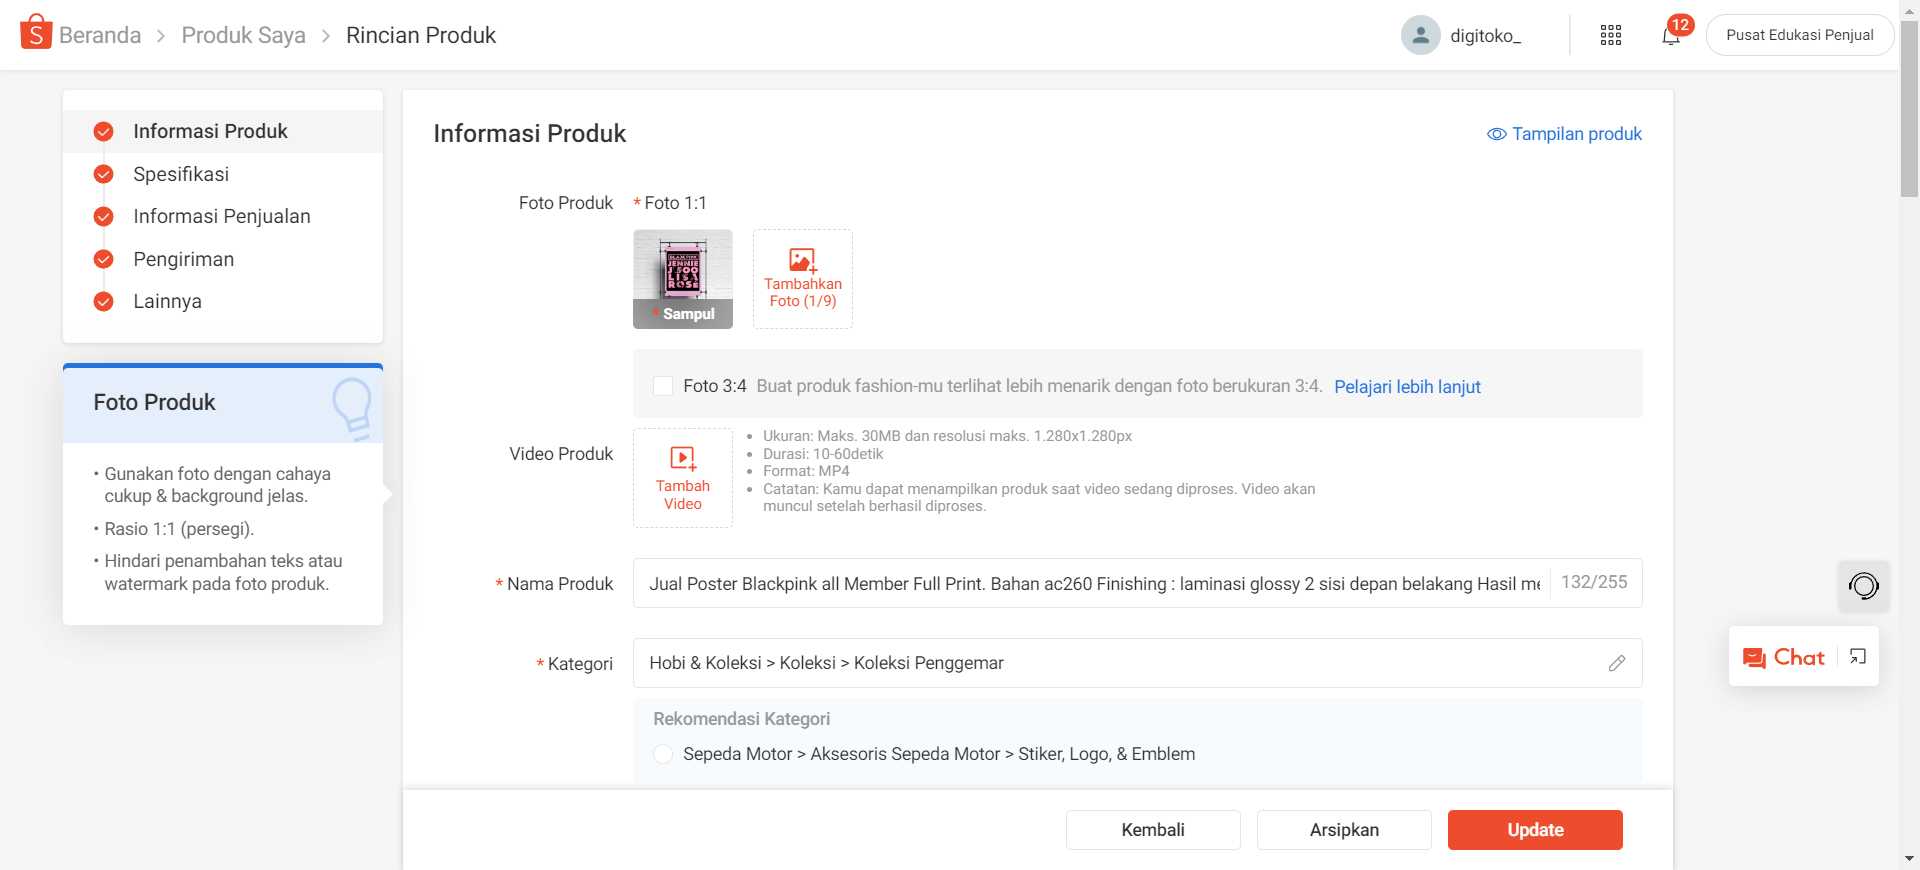 Beranda > Produk Saya > Rincian Produk
digitoko_
12
Pusat Edukasi Penjual
Informasi Produk
Spesifikasi
Informasi Penjualan
Pengiriman
Lainnya
Foto Produk
• Gunakan foto dengan cahaya
cukup & background jelas.
• Rasio 1:1 (persegi).
• Hindari penambahan teks atau
watermark pada foto produk.
Informasi Produk
Tampilan produk
Foto Produk
* Foto 1:1
BLACKPINK
JENNIE
JISOO
LISA
ROSÉ
* Sampul
Tambahkan
Foto (1/9)
Foto 3:4 Buat produk fashion-mu terlihat lebih menarik dengan foto berukuran 3:4. Pelajari lebih lanjut
Video Produk
Tambah
Video
• Ukuran: Maks. 30MB dan resolusi maks. 1.280x1.280px
• Durasi: 10-60detik
• Format: MP4
• Catatan: Kamu dapat menampilkan produk saat video sedang diproses. Video akan
muncul setelah berhasil diproses.
* Nama Produk
Jual Poster Blackpink all Member Full Print. Bahan ac260 Finishing : laminasi glossy 2 sisi depan belakang Hasil me
132/255
* Kategori
Hobi & Koleksi > Koleksi > Koleksi Penggemar
Rekomendasi Kategori
Sepeda Motor > Aksesoris Sepeda Motor > Stiker, Logo, & Emblem
Kembali
Arsipkan
Update
Chat